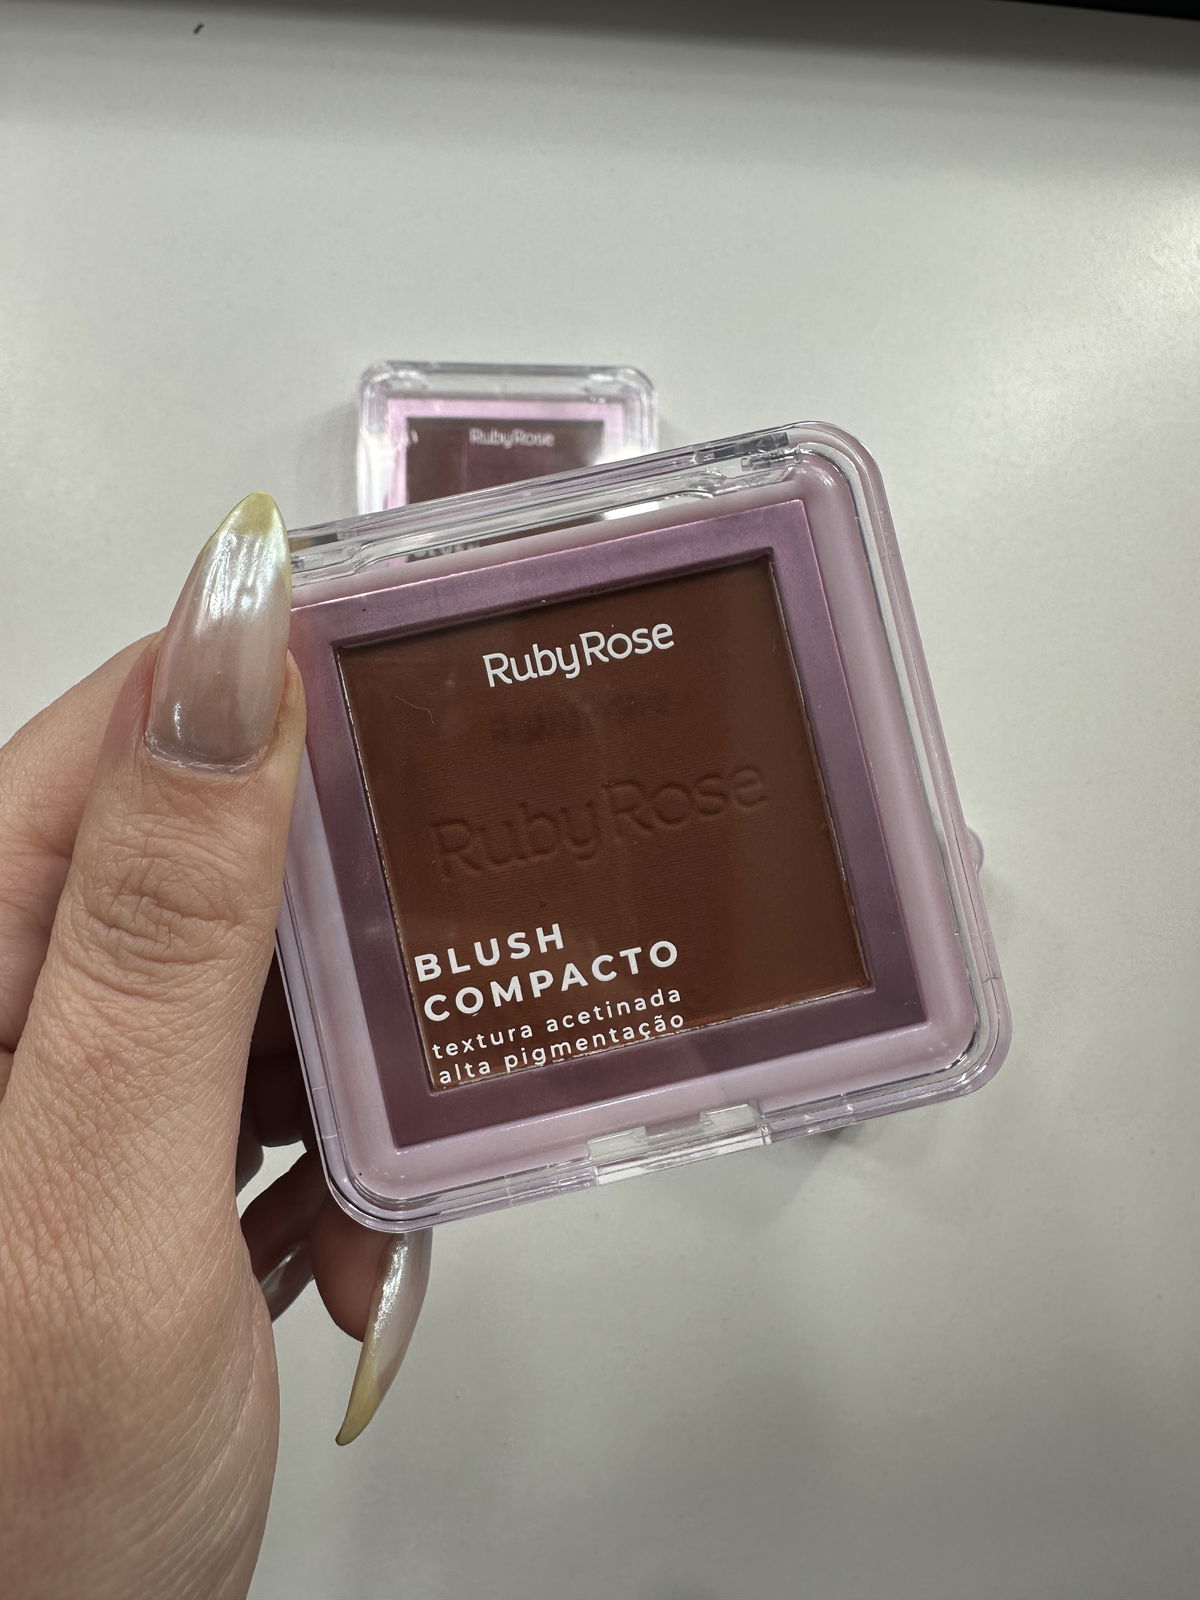 RubyRose
RubyRose
RubyRose
BLUSH
COMPACTO
textura acetinada
alta pigmentação